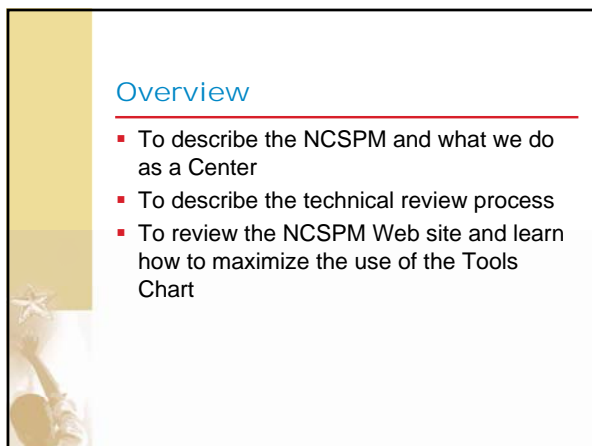 Overview
▪ To describe the NCSPM and what we do
as a Center
▪ To describe the technical review process
▪ To review the NCSPM Web site and learn
how to maximize the use of the Tools
Chart